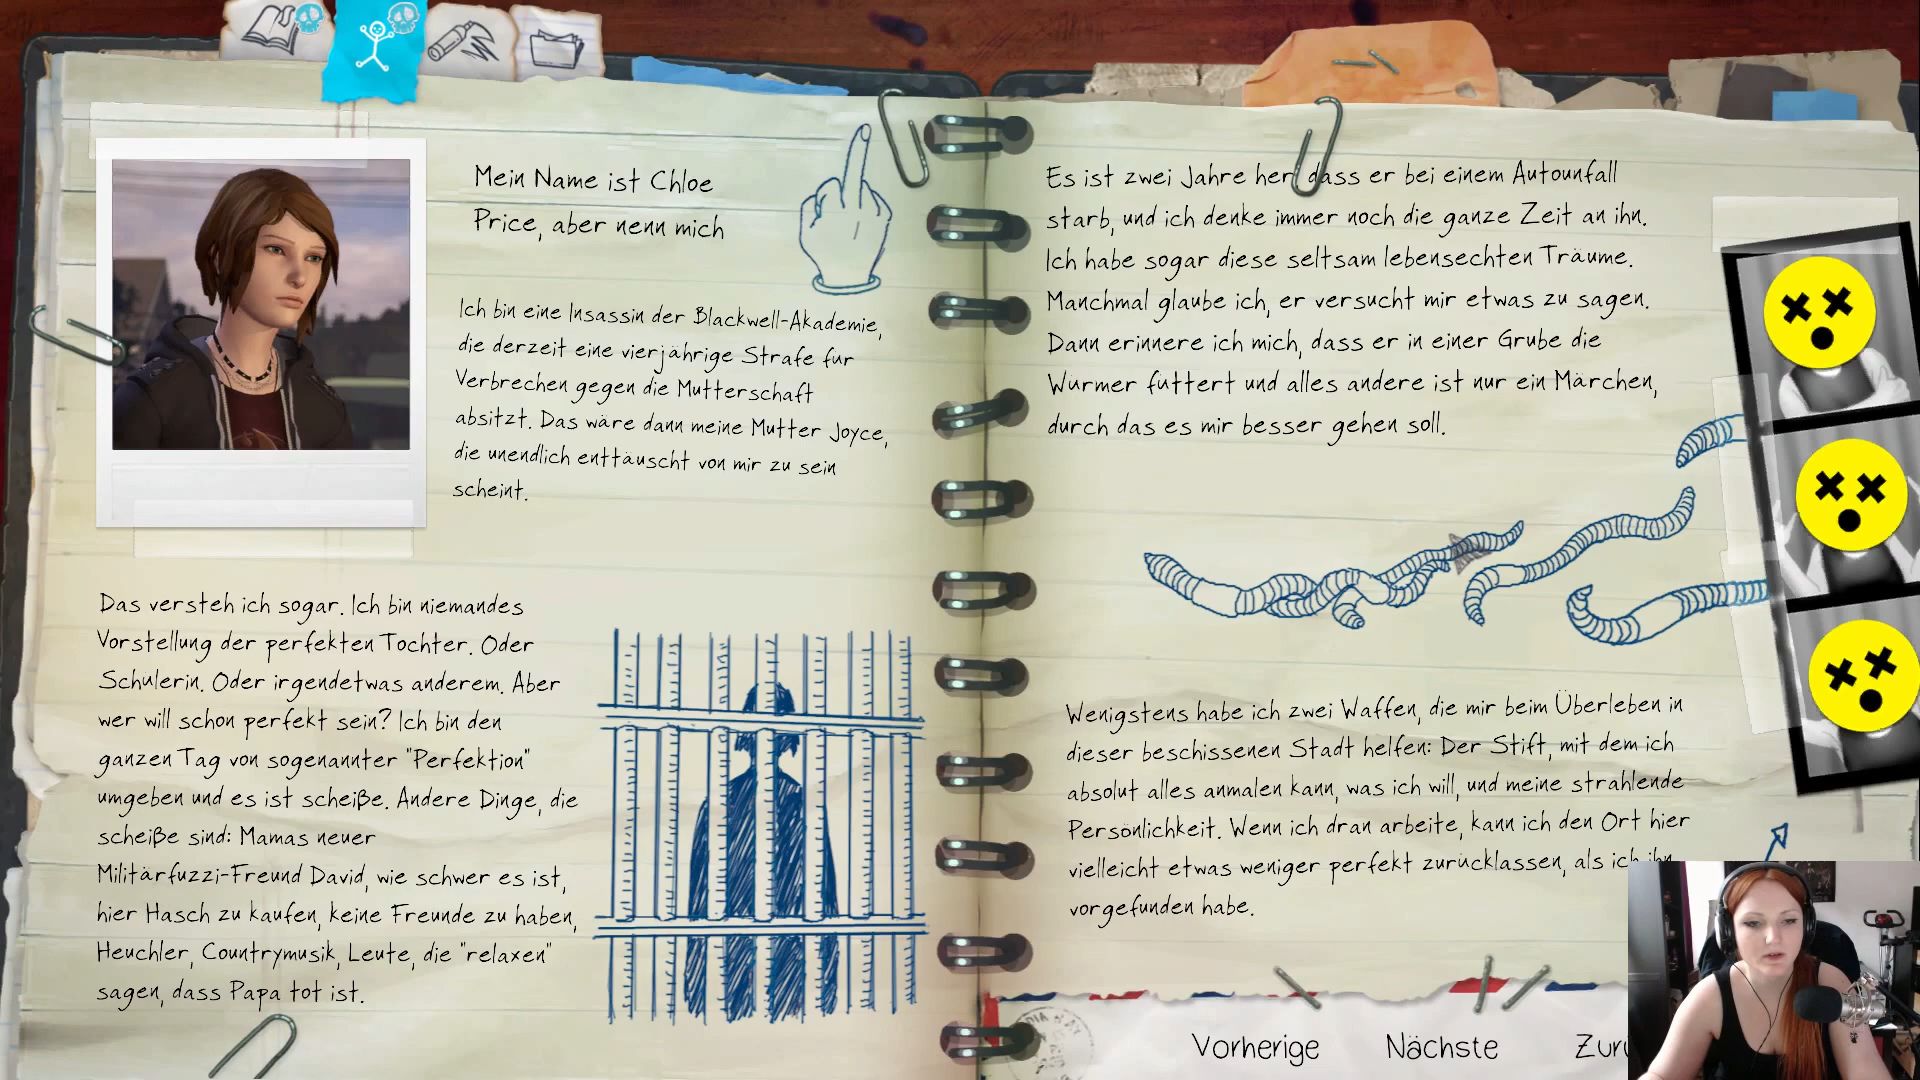 Mein Name ist Chloe
Price, aber nenn mich
Ich bin eine Insassin der Blackwell-Akademie,
die derzeit eine vierjährige Strafe fur
Verbrechen gegen die Mutterschaft
absitzt. Das wäre dann meine Mutter Joyce,
die unendlich enttäuscht von mir zu sein
scheint.
Das versteh ich sogar. Ich bin niemandes
Vorstellung der perfekten Tochter. Oder
Schulerin. Oder irgendetwas anderem. Aber
wer will schon perfekt sein? Ich bin den
ganzen Tag von sogenannter "Perfektion"
umgeben und es ist scheiße. Andere Dinge, die
scheiße sind: Mamas neuer
Militärfuzzi-Freund David, wie schwer es ist,
hier Hasch zu kaufen, keine Freunde zu haben,
Heuchler, Countrymusik, Leute, die "relaxen"
sagen, dass Papa tot ist.
Es ist zwei Jahre her, dass er bei einem Autounfall
starb, und ich denke immer noch die ganze Zeit an ihn.
Ich habe sogar diese seltsam lebensechten Träume.
Manchmal glaube ich, er versucht mir etwas zu sagen.
Dann erinnere ich mich, dass er in einer Grube die
Wurmer futtert und alles andere ist nur ein Märchen,
durch das es mir besser gehen soll.
Wenigstens habe ich zwei Waffen, die mir beim Überleben in
dieser beschissenen Stadt helfen: Der Stift, mit dem ich
absolut alles anmalen kann, was ich will, und meine strahlende
Persönlichkeit. Wenn ich dran arbeite, kann ich den Ort hier
vielleicht etwas weniger perfekt zurucklassen, als ich ihn
vorgefunden habe.
Vorherige Nächste